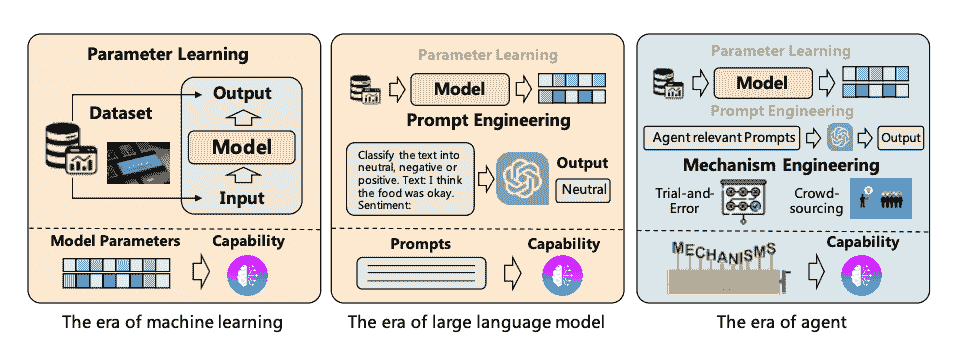 Parameter Learning
Dataset
Output
Model
Input
Model Parameters
Capability
The era of machine learning
Parameter Learning
Model
Prompt Engineering
Classify the text into
neutral, negative or
positive. Text: I think
the food was okay.
Sentiment:
Output
Neutral
Prompts
Capability
The era of large language model
Parameter Learning
Model
Prompt Engineering
Agent relevant Prompts
Output
Mechanism Engineering
Trial-and-
Error
Crowd-
sourcing
MECHANISMS
Capability
The era of agent